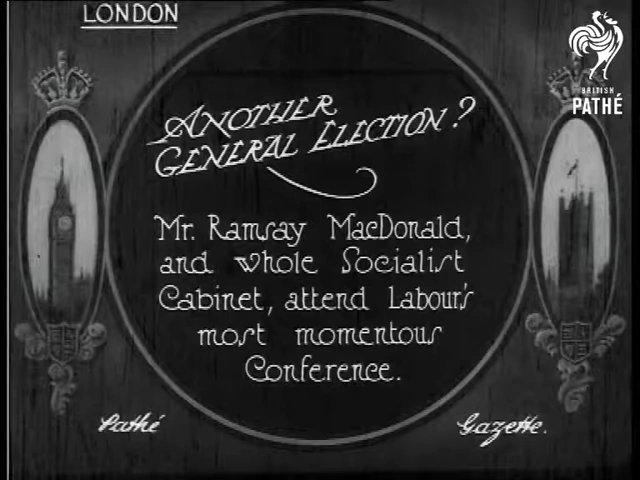 LONDON
BRITISH
PATHÉ
ANOTHER
GENERAL ELECTION?
Mr. Ramsay MacDonald,
and whole Socialist
Cabinet, attend Labour's
most momentous
Conference.
Pathé Gazette.